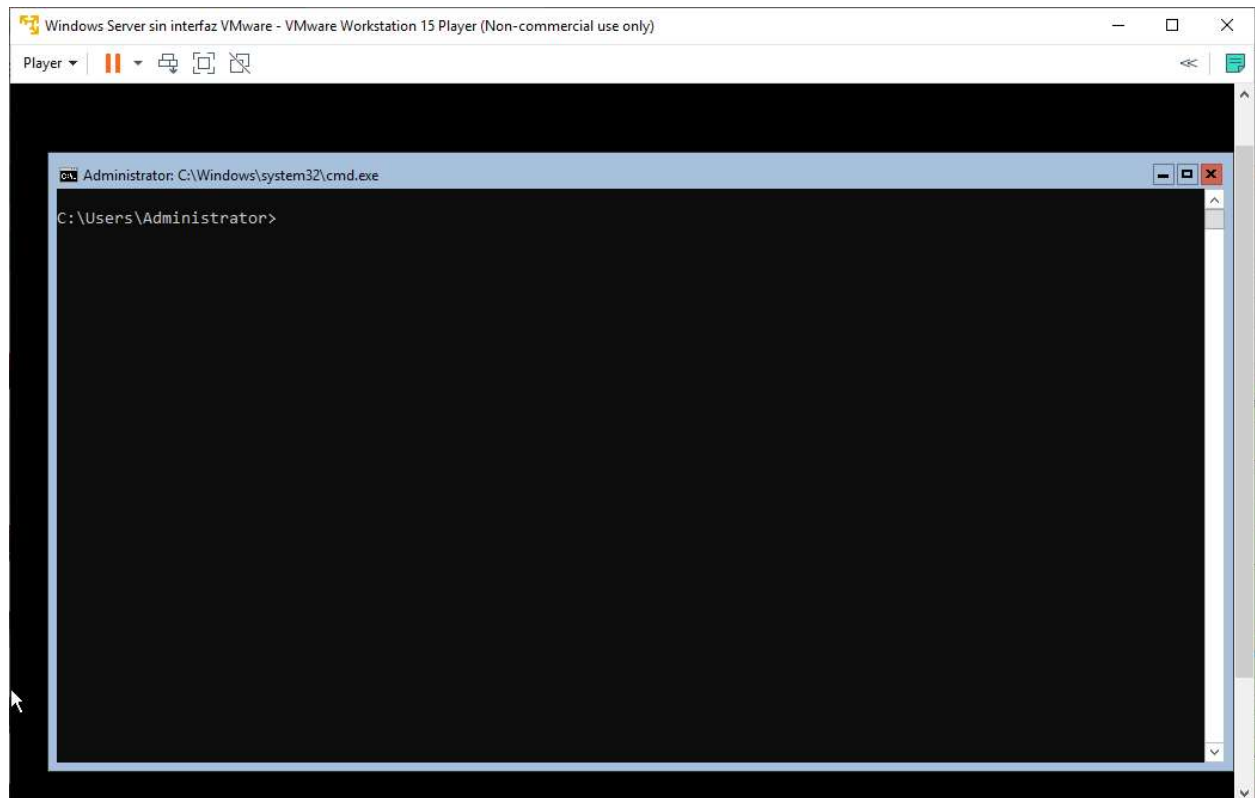 Windows Server sin interfaz VMware - VMware Workstation 15 Player (Non-commercial use only)
Player
Administrator: C:\Windows\system32\cmd.exe
C:\Users\Administrator>